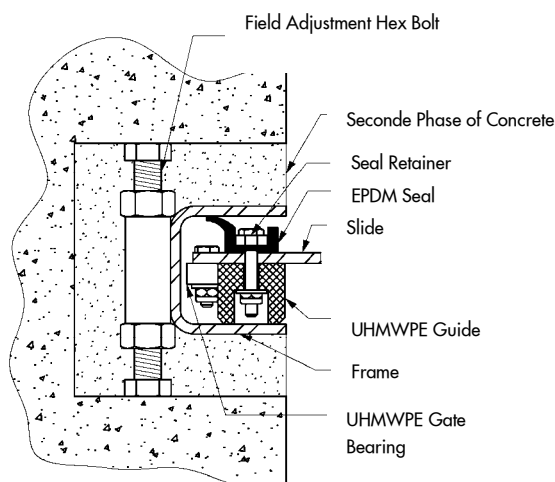 Field Adjustment Hex Bolt
Seconde Phase of Concrete
Seal Retainer
EPDM Seal
Slide
UHMWPE Guide
Frame
UHMWPE Gate
Bearing